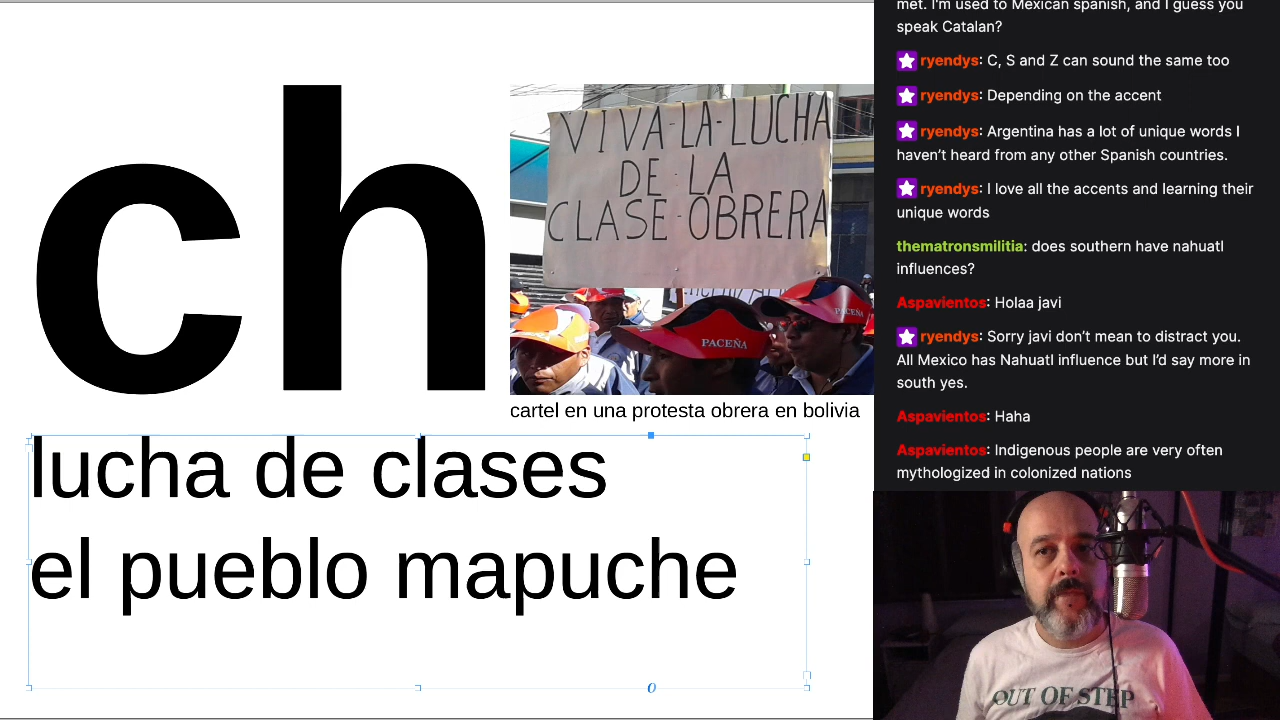 ch
VIVA-LA-LUCHA
DE LA
CLASE-OBRERA
PACEÑA
PACEÑA
cartel en una protesta obrera en bolivia
lucha de clases
el pueblo mapuche
met. I'm used to Mexican spanish, and I guess you
speak Catalan?
ryendys: C, S and Z can sound the same too
ryendys: Depending on the accent
ryendys: Argentina has a lot of unique words I
haven’t heard from any other Spanish countries.
ryendys: I love all the accents and learning their
unique words
thematronsmilitia: does southern have nahuatl
influences?
Aspavientos: Holaa javi
ryendys: Sorry javi don’t mean to distract you.
All Mexico has Nahuatl influence but I’d say more in
south yes.
Aspavientos: Haha
Aspavientos: Indigenous people are very often
mythologized in colonized nations
OUT OF STEP